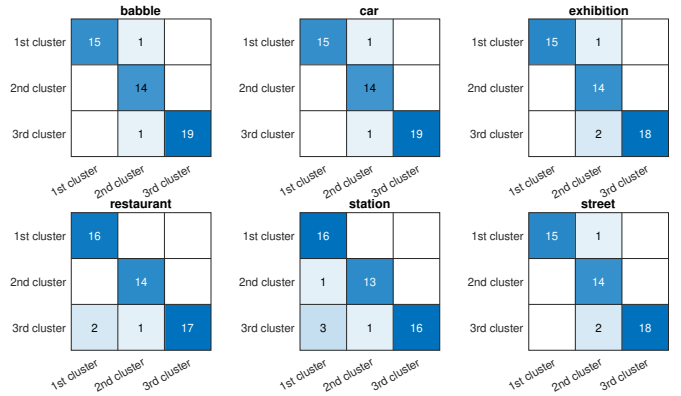 babble
1st cluster 15 1
2nd cluster 14
3rd cluster 1 19
1st cluster 2nd cluster 3rd cluster
car
1st cluster 15 1
2nd cluster 14
3rd cluster 1 19
1st cluster 2nd cluster 3rd cluster
exhibition
1st cluster 15 1
2nd cluster 14
3rd cluster 2 18
1st cluster 2nd cluster 3rd cluster
restaurant
1st cluster 16
2nd cluster 14
3rd cluster 2 1 17
1st cluster 2nd cluster 3rd cluster
station
1st cluster 16
2nd cluster 1 13
3rd cluster 3 1 16
1st cluster 2nd cluster 3rd cluster
street
1st cluster 15 1
2nd cluster 14
3rd cluster 2 18
1st cluster 2nd cluster 3rd cluster